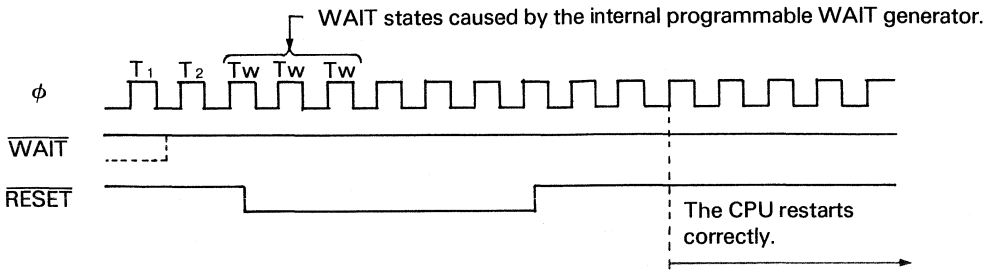 WAIT states caused by the internal programmable WAIT generator.
T1 T2 Tw Tw Tw
ϕ
WAIT
RESET
The CPU restarts
correctly.